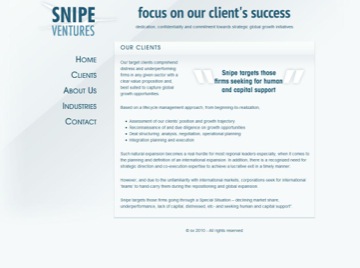 SNIPE
VENTURES
focus on our client's success
dedication, confidentiality and commitment towards strategic global growth initiatives
HOME
CLIENTS
ABOUT US
INDUSTRIES
CONTACT
OUR CLIENTS
Our target clients comprised
distress and underperforming
firms in any given sector with a
clear value proposition and
best suited to capture global
growth opportunities.
Snipe targets those
firms seeking for human
and capital support
Based on a lifecycle management approach, from beginning to realization.
Assessment of our clients' position and growth trajectory
Reconnaissance of and due diligence on growth opportunities
Deal structuring, analysis, negotiation, operational planning
Integration planning and execution
Such natural expansion becomes a real hurdle for most regional leaders especially, when it comes to
the planning and definition of an international expansion. In addition, there is a recognized need for
strategic direction and co-execution expertise to achieve a lasting difference in a timely manner.
However, and due to the unfamiliarity with international markets, corporations seek for international
'teams' to hand carry them during the repositioning and global expansion.
Snipe targets those firms going through a Special Situation – declining market share,
underperformance, lack of capital, distressed, etc- and seeking human and capital support
2010 - All rights reserved